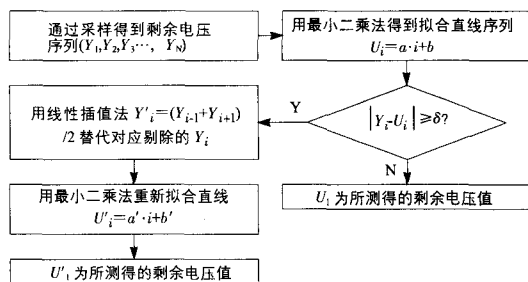 通过采样得到剩余电压
序列(Y1,Y2,Y3…, YN)
用最小二乘法得到拟合直线序列
Ui=a·i+b
用线性插值法 Y'i=(Yi-1+Yi+1)
/2 替代对应剔除的 Yi
Y
|Yi-Ui|≥δ?
N
用最小二乘法重新拟合直线
U'i=a'·i+b'
U1 为所测得的剩余电压值
U'1 为所测得的剩余电压值